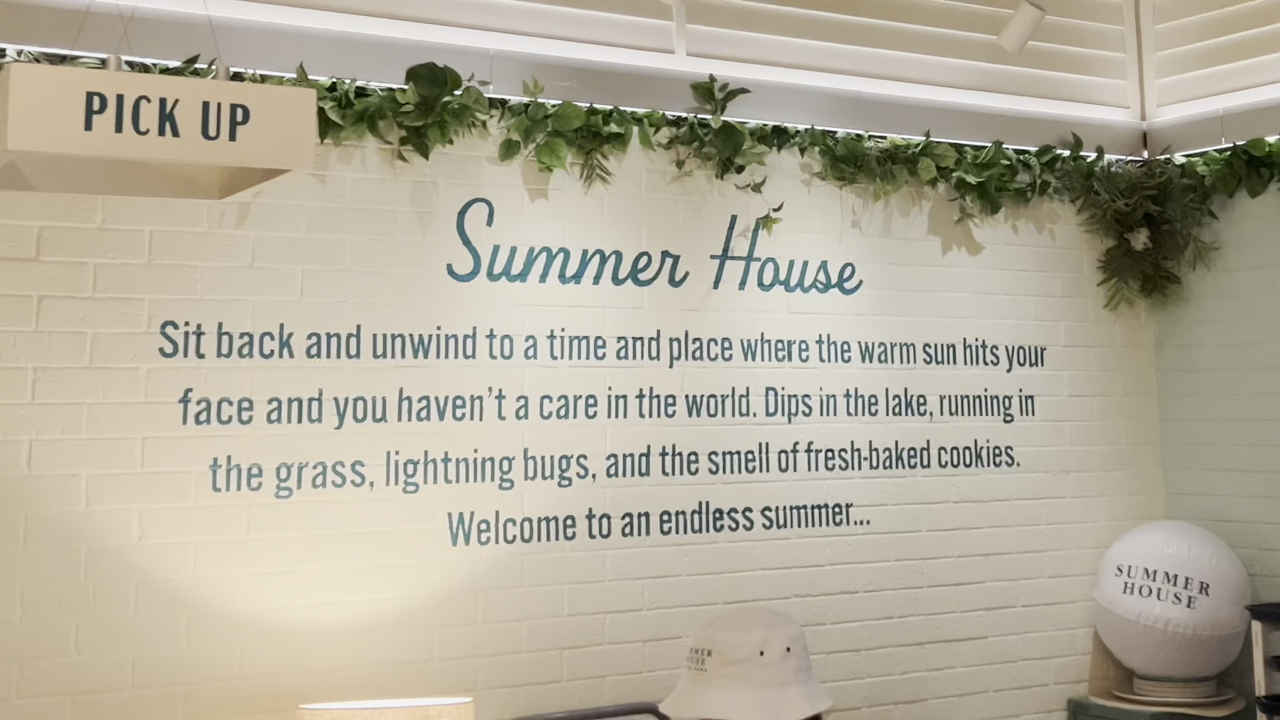 PICK UP
Summer House
Sit back and unwind to a time and place where the warm sun hits your
face and you haven't a care in the world. Dips in the lake, running in
the grass, lightning bugs, and the smell of fresh-baked cookies.
Welcome to an endless summer...
SUMMER
HOUSE